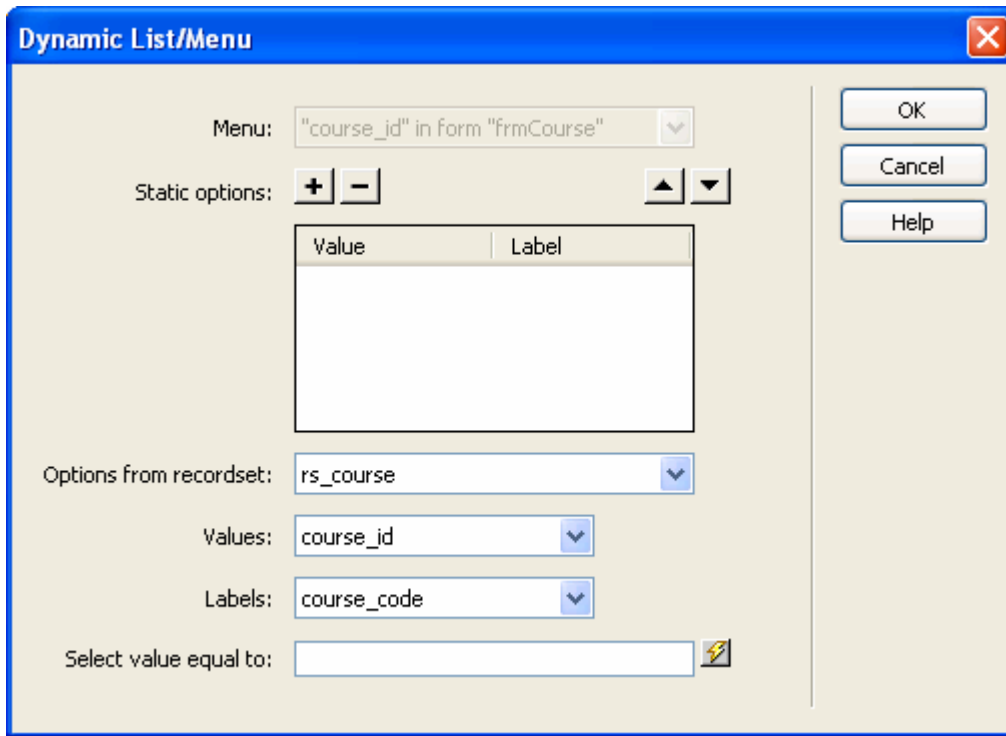 Dynamic List/Menu
Menu: "course_id" in form "frmCourse"
OK
Static options:
Cancel
Help
Value Label
Options from recordset: rs_course
Values: course_id
Labels: course_code
Select value equal to: